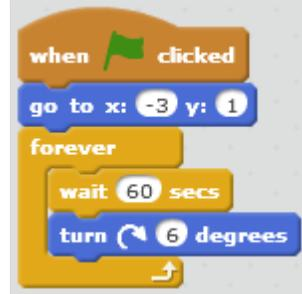 when clicked
go to x: -3 y: 1
forever
wait 60 secs
turn 6 degrees